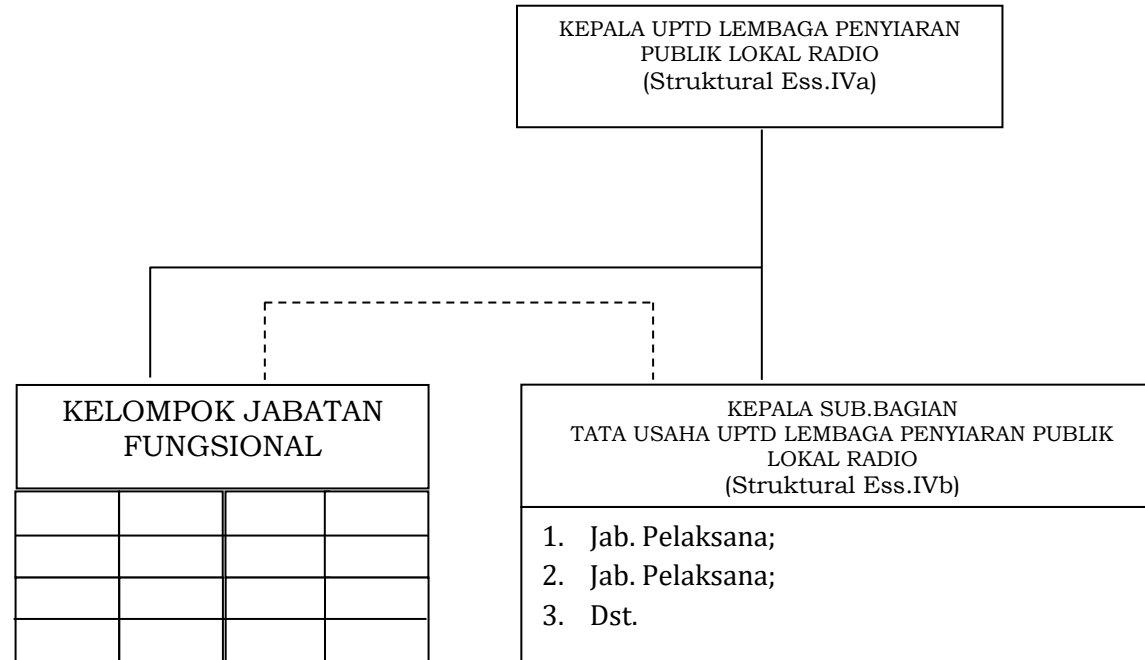 KEPALA UPTD LEMBAGA PENYIARAN
PUBLIK LOKAL RADIO
(Struktural Ess.IVa)
KELOMPOK JABATAN
FUNGSIONAL
KEPALA SUB.BAGIAN
TATA USAHA UPTD LEMBAGA PENYIARAN PUBLIK
LOKAL RADIO
(Struktural Ess.IVb)
1. Jab. Pelaksana;
2. Jab. Pelaksana;
3. Dst.